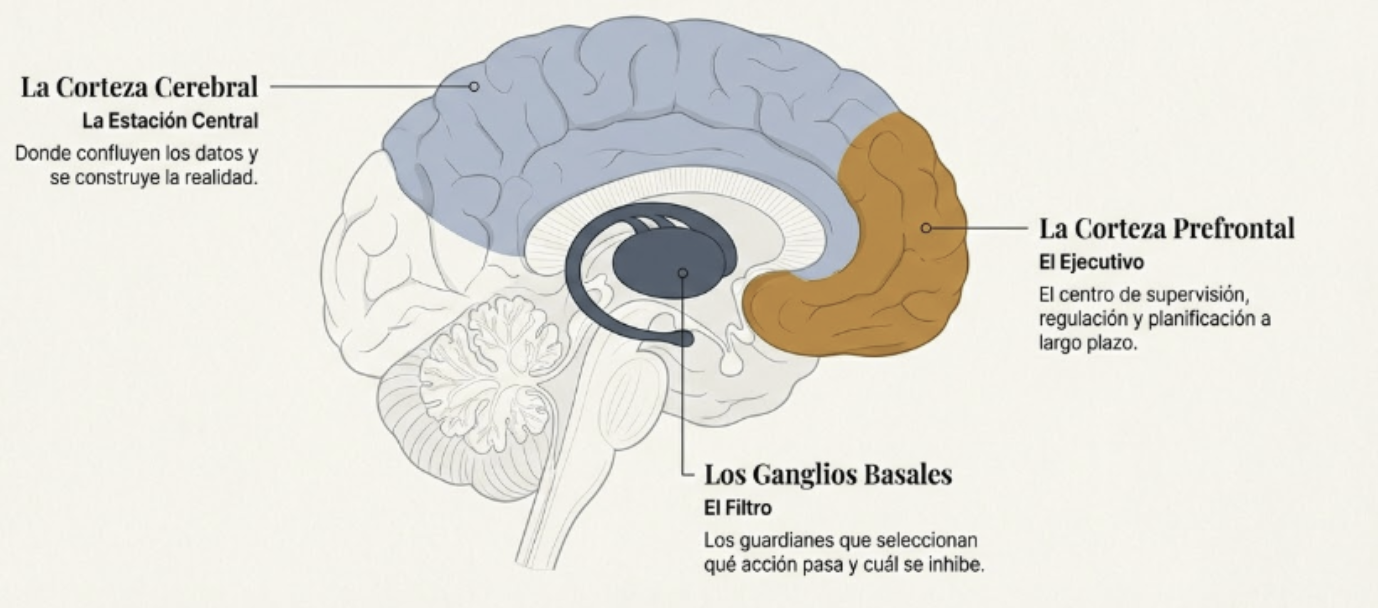 La Corteza Cerebral
La Estación Central
Donde confluyen los datos y
se construye la realidad.
La Corteza Prefrontal
El Ejecutivo
El centro de supervisión,
regulación y planificación a
largo plazo.
Los Ganglios Basales
El Filtro
Los guardianes que seleccionan
qué acción pasa y cuál se inhibe.